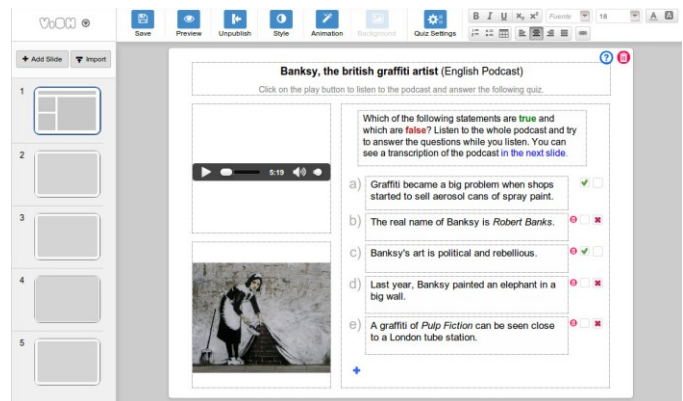 VISH
Save
Preview
Unpublish
Style
Animation
Background
Quiz Settings
B I U X₂ X² Fuente 18 A A
+ Add Slide
Import
1
2
3
4
5
Banksy, the british graffiti artist (English Podcast)
Click on the play button to listen to the podcast and answer the following quiz.
5:19
Which of the following statements are true and
which are false? Listen to the whole podcast and try
to answer the questions while you listen. You can
see a transcription of the podcast in the next slide.
a) Graffiti became a big problem when shops
started to sell aerosol cans of spray paint.
b) The real name of Banksy is Robert Banks.
c) Banksy's art is political and rebellious.
d) Last year, Banksy painted an elephant in a
big wall.
e) A graffiti of Pulp Fiction can be seen close
to a London tube station.